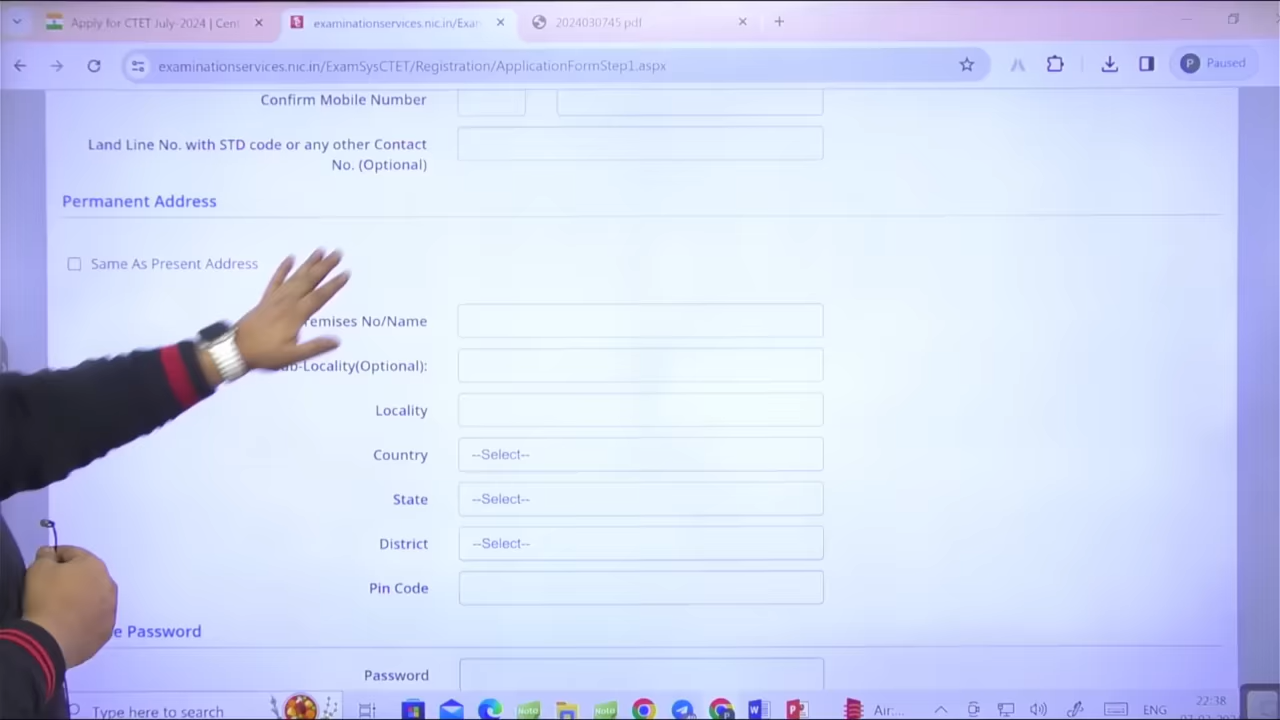 Apply for CTET July-2024 | Cent
examinationservices.nic.in/Exam
2024030745.pdf
examinationservices.nic.in/ExamSysCTET/Registration/ApplicationFormStep1.aspx
P Paused
Confirm Mobile Number
Land Line No. with STD code or any other Contact
No. (Optional)
Permanent Address
Same As Present Address
remises No/Name
b-Locality(Optional):
Locality
Country --Select--
State --Select--
District --Select--
Pin Code
e Password
Password
Type here to search
Air:...
ENG
22:38